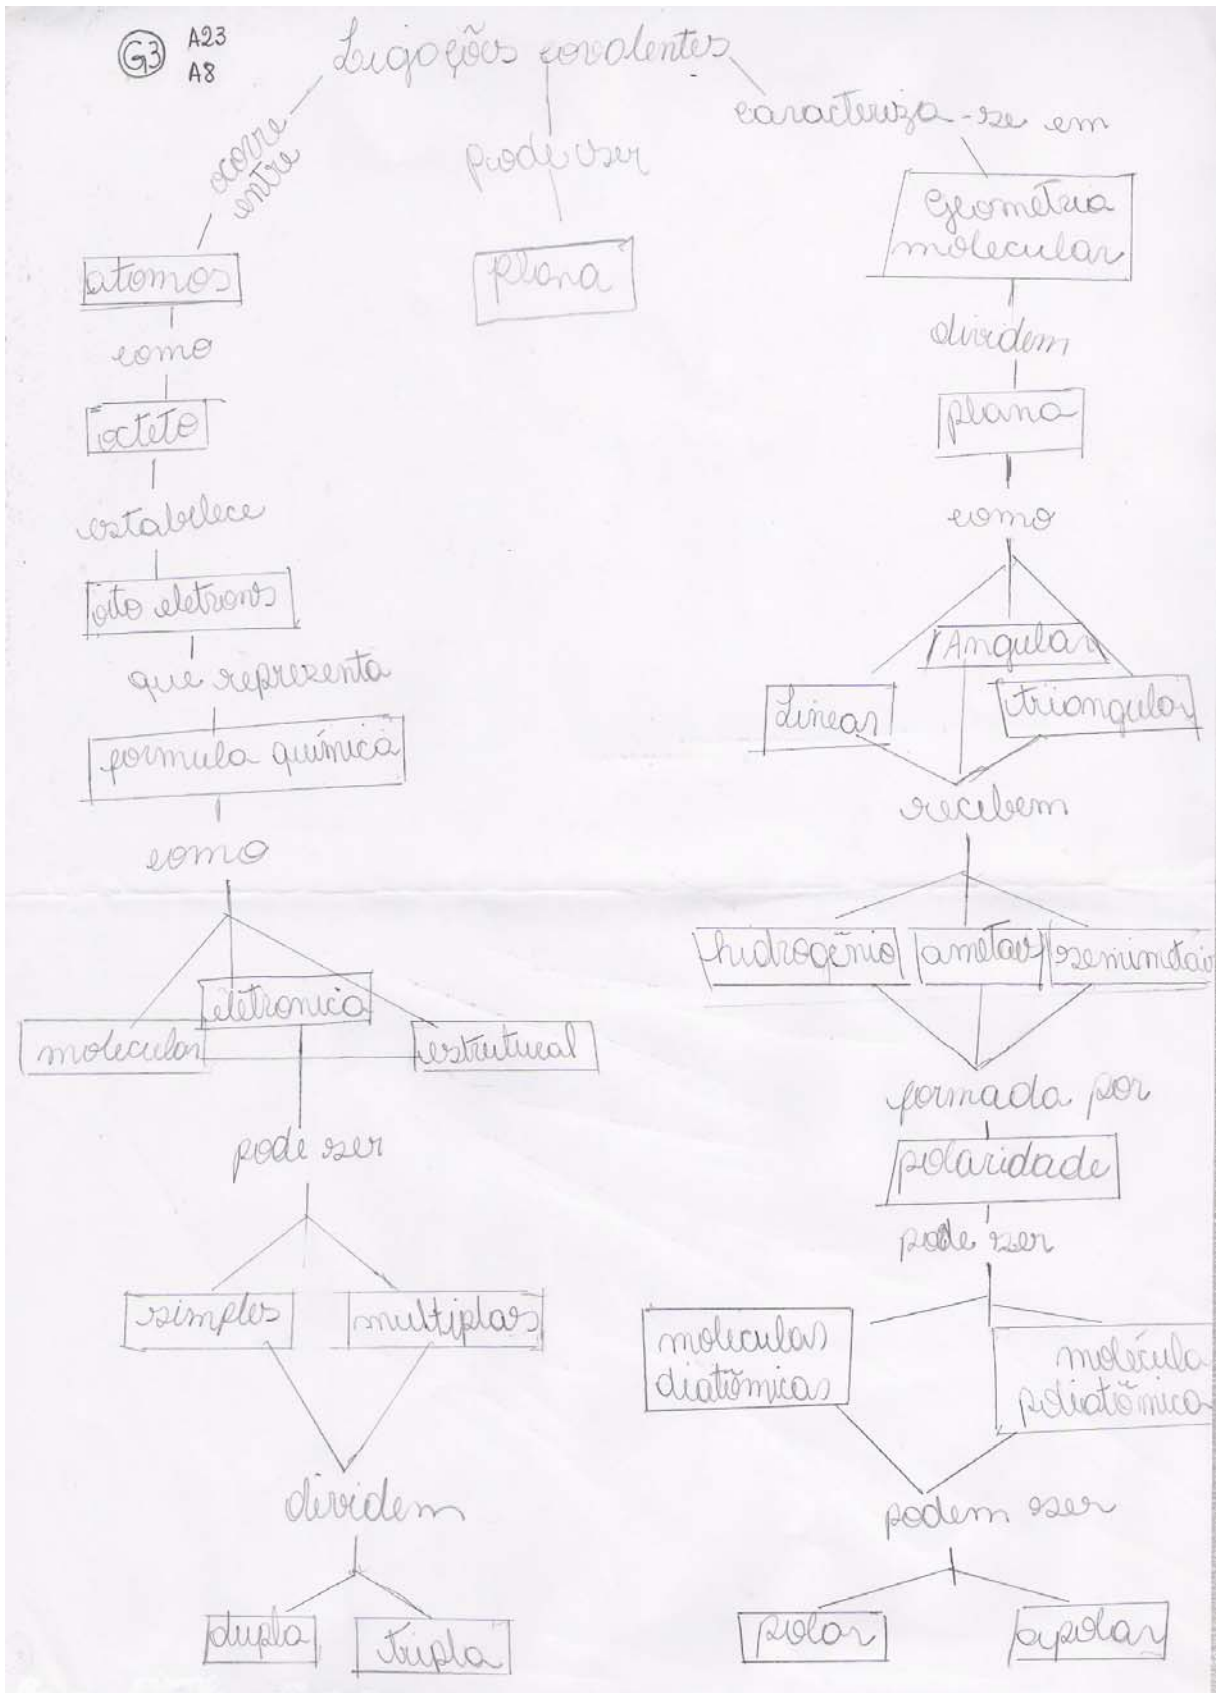 G3
A23
A8
Ligações covalentes
ocorre
entre
atomos
como
octeto
estabelece
oito eletrons
que representa
formula química
como
eletronica
molecular
estrutural
pode ser
simples
multiplas
dividem
dupla
tripla
pode ser
plana
caracteriza-se em
Geometria
molecular
dividem
plana
como
Angular
Linear
triangular
recebem
hidrogênio
ametais
semimetais
formada por
polaridade
pode ser
moleculas
diatômicas
molécula
poliatômica
podem ser
polar
apolar